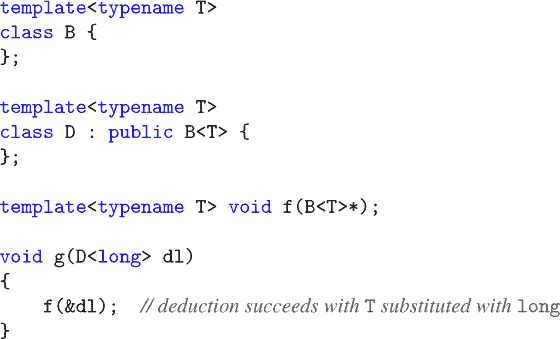 template<typename T>
class B {
};
template<typename T>
class D : public B<T> {
};
template<typename T> void f(B<T>*);
void g(D<long> dl)
{
    f(&dl);  // deduction succeeds with T substituted with long
}